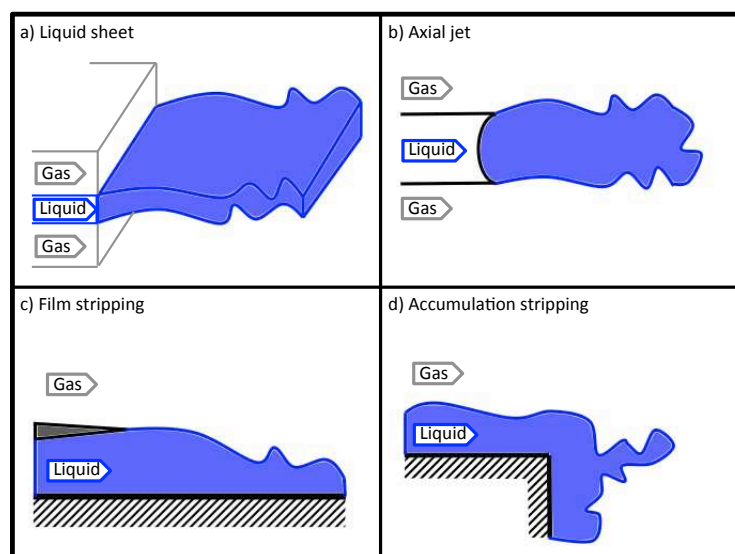 a) Liquid sheet
Gas
Liquid
Gas
b) Axial jet
Gas
Liquid
Gas
c) Film stripping
Gas
Liquid
d) Accumulation stripping
Gas
Liquid